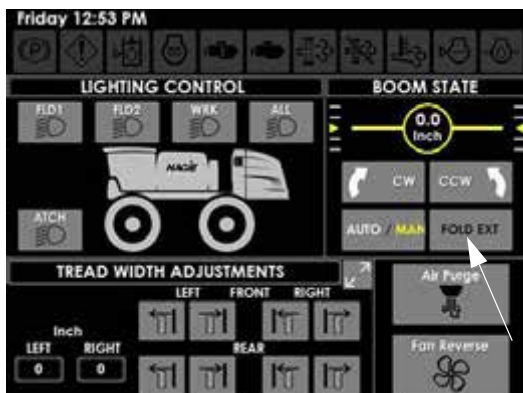 Friday 12:53 PM
LIGHTING CONTROL
BOOM STATE
FLD1 FLD2 WRK ALL
0.0
Inch
HAGIE
CW CCW
ATCH
AUTO / MAN FOLD EXT
TREAD WIDTH ADJUSTMENTS
Air Purge
LEFT FRONT RIGHT
Inch
LEFT RIGHT
REAR
Fan Reverse
0 0